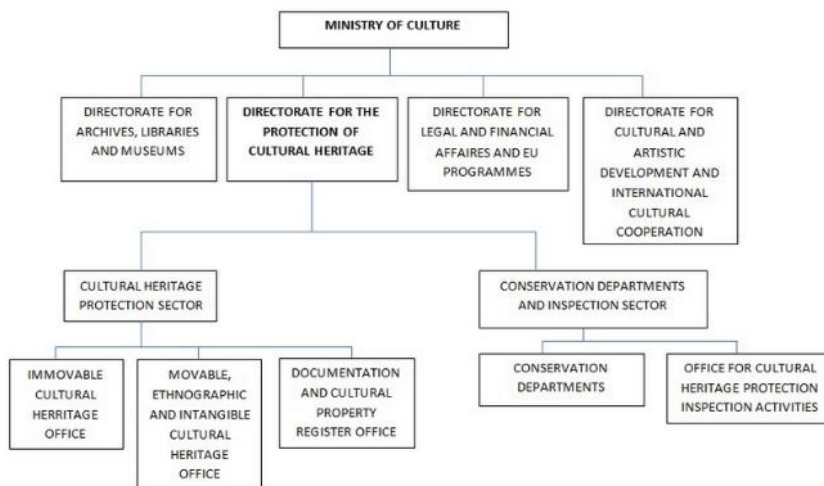 MINISTRY OF CULTURE
DIRECTORATE FOR
ARCHIVES, LIBRARIES
AND MUSEUMS
DIRECTORATE FOR THE
PROTECTION OF
CULTURAL HERITAGE
DIRECTORATE FOR
LEGAL AND FINANCIAL
AFFAIRES AND EU
PROGRAMMES
DIRECTORATE FOR
CULTURAL AND
ARTISTIC
DEVELOPMENT AND
INTERNATIONAL
CULTURAL
COOPERATION
CULTURAL HERITAGE
PROTECTION SECTOR
CONSERVATION DEPARTMENTS
AND INSPECTION SECTOR
IMMOVABLE
CULTURAL
HERRITAGE
OFFICE
MOVABLE,
ETHNOGRAPHIC
AND INTANGIBLE
CULTURAL
HERITAGE
OFFICE
DOCUMENTATION
AND CULTURAL
PROPERTY
REGISTER OFFICE
CONSERVATION
DEPARTMENTS
OFFICE FOR CULTURAL
HERITAGE PROTECTION
INSPECTION ACTIVITIES